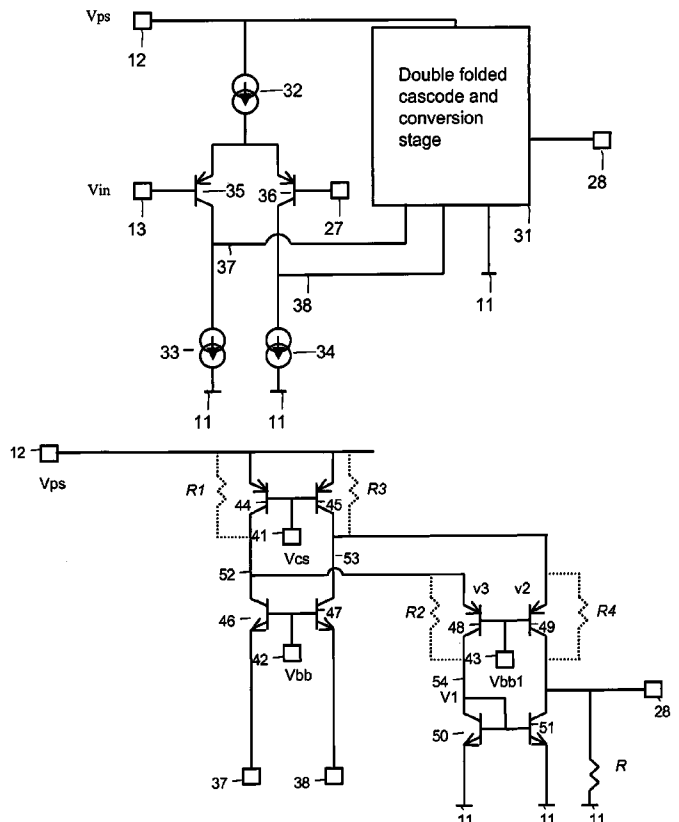 Vps
12
32
Double folded
cascode and
conversion
stage
28
Vin
35
36
13
27
31
37
38
11
33
34
11
11
12
Vps
R1
R3
44
45
41
Vcs
52
53
46
47
42
Vbb
R2
v3
v2
R4
48
49
43
Vbb1
54
V1
28
50
51
37
38
R
11
11
11